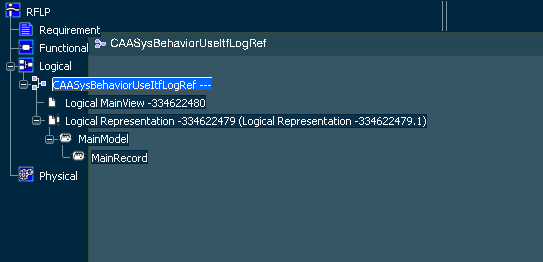 RFLP
Requirement
Functional
CAASysBehaviorUseItfLogRef
Logical
CAASysBehaviorUseItfLogRef ---
Logical MainView -334622480
Logical Representation -334622479 (Logical Representation -334622479.1)
MainModel
MainRecord
Physical